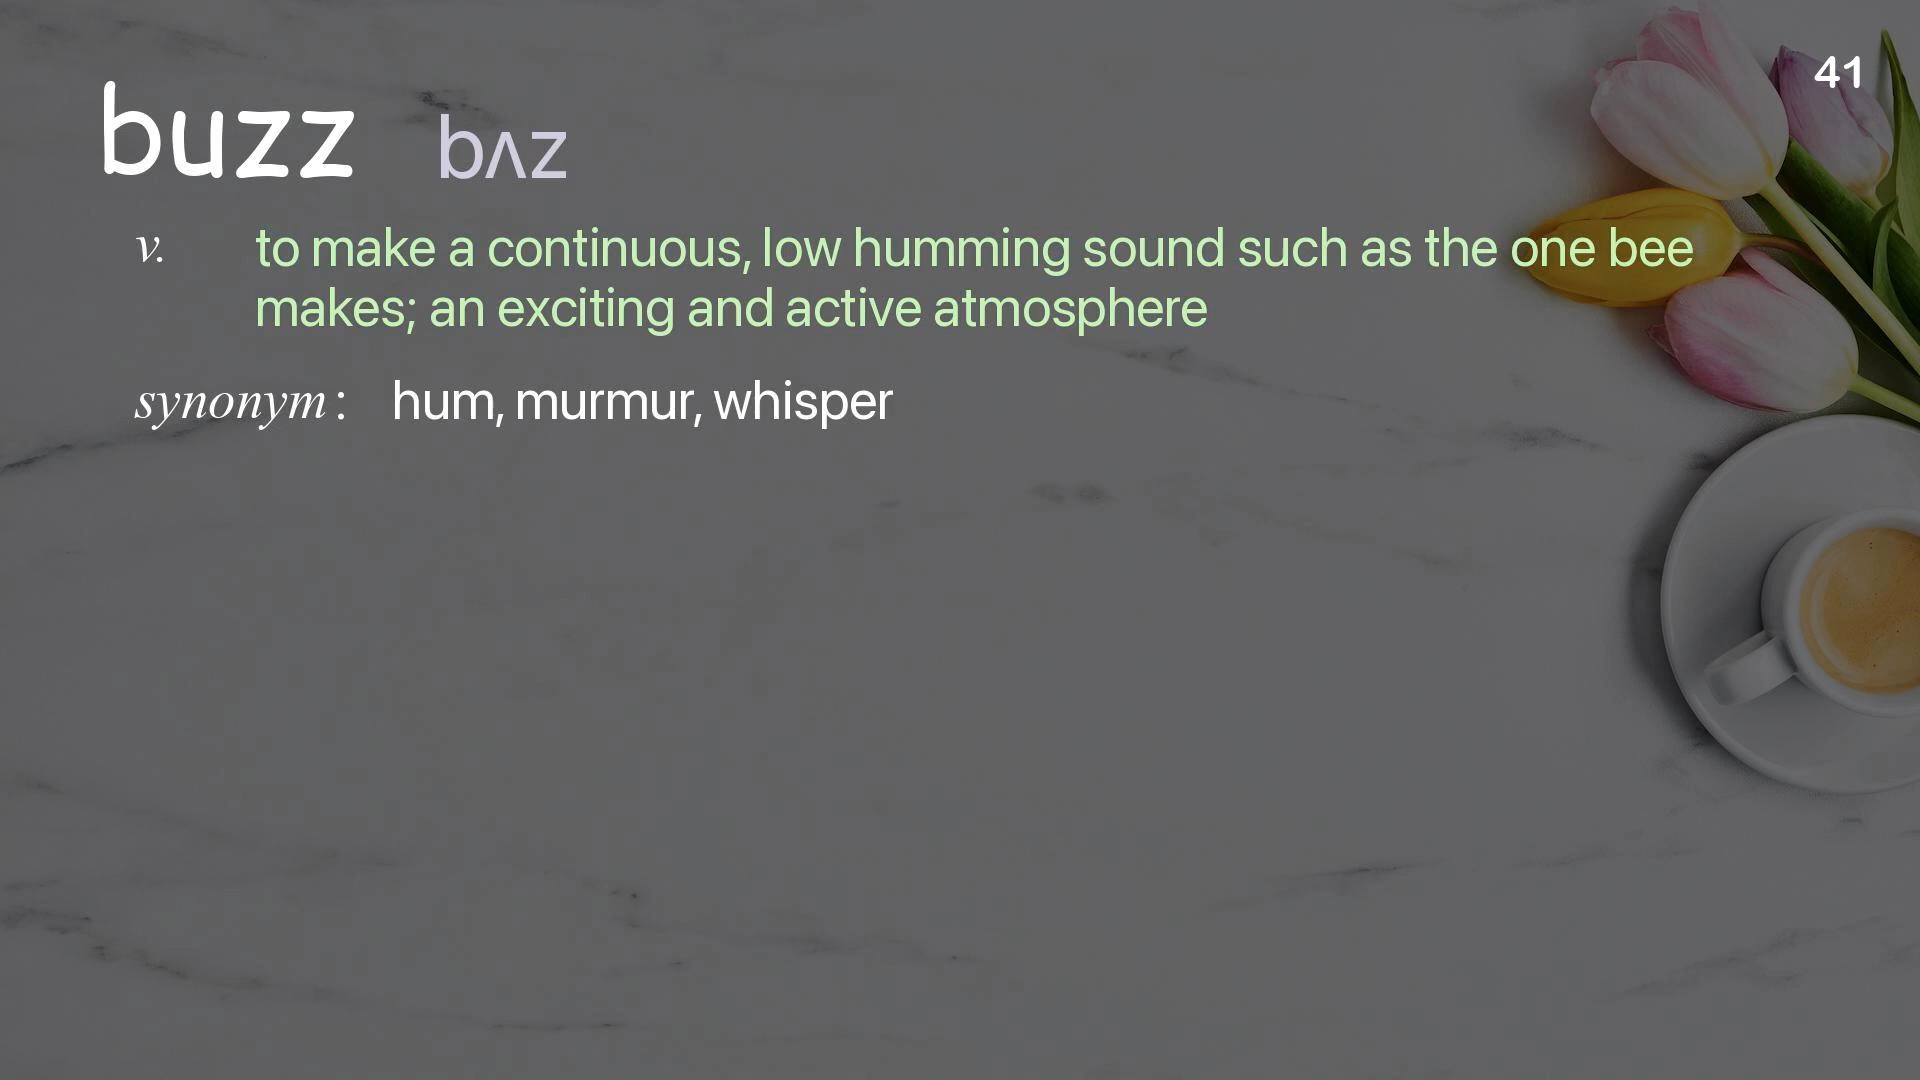 41
buzz bʌz
v. to make a continuous, low humming sound such as the one bee
makes; an exciting and active atmosphere
synonym : hum, murmur, whisper